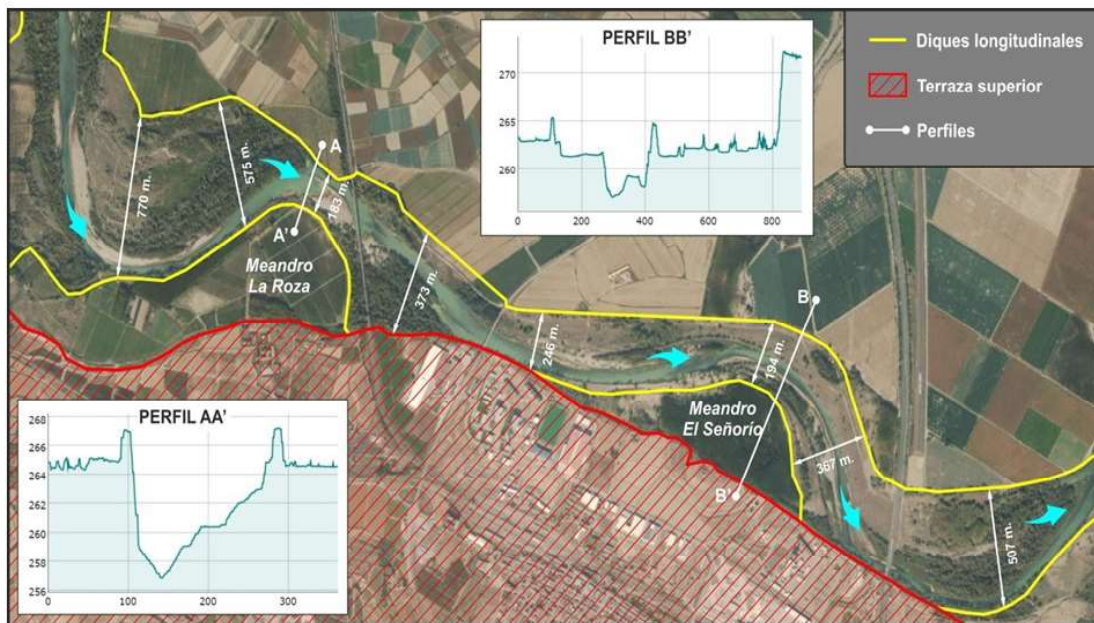 PERFIL BB'
270
265
260
0
200
400
600
800
Diques longitudinales
Terraza superior
Perfiles
770 m.
575 m.
A
183 m.
A'
Meandro
La Roza
373 m.
246 m.
B
194 m.
Meandro
El Señorío
367 m.
B'
507 m.
PERFIL AA'
268
266
264
262
260
258
256
0
100
200
300